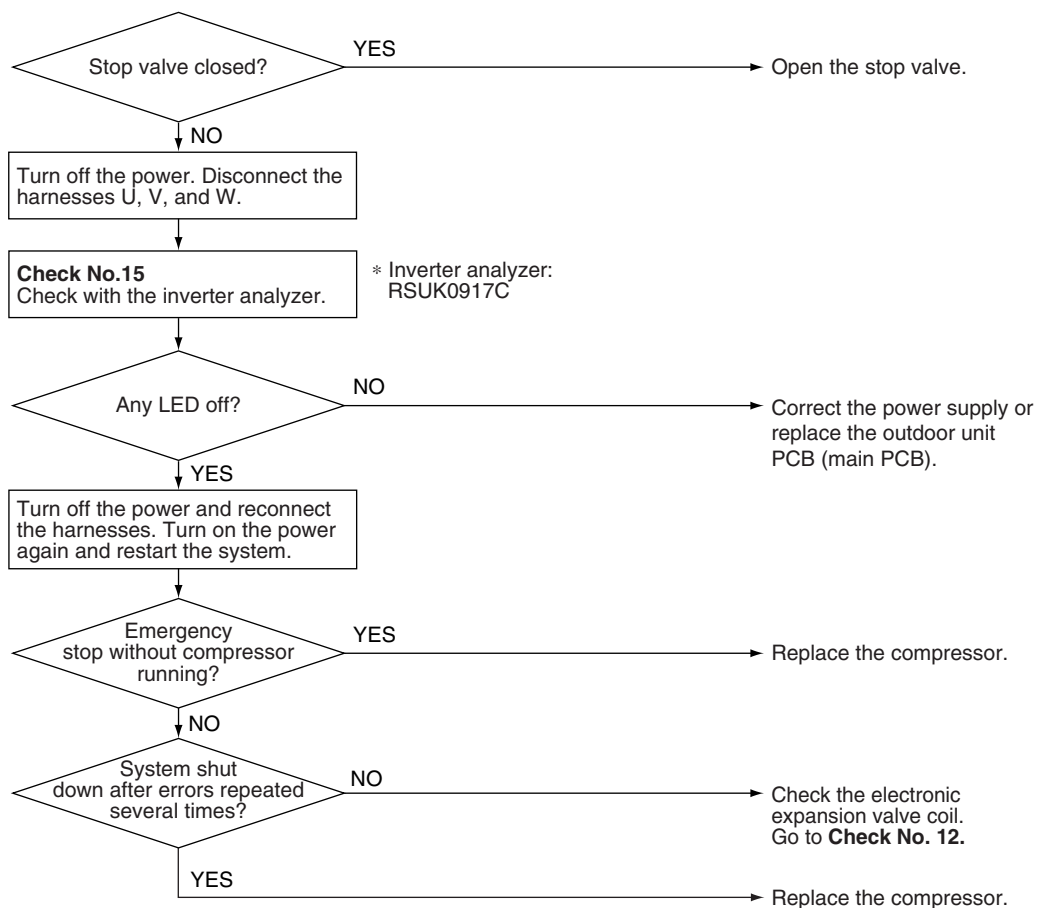 Stop valve closed?
YES
Open the stop valve.
NO
Turn off the power. Disconnect the
harnesses U, V, and W.
Check No.15
Check with the inverter analyzer.
* Inverter analyzer:
RSUK0917C
Any LED off?
NO
Correct the power supply or
replace the outdoor unit
PCB (main PCB).
YES
Turn off the power and reconnect
the harnesses. Turn on the power
again and restart the system.
Emergency
stop without compressor
running?
YES
Replace the compressor.
NO
System shut
down after errors repeated
several times?
NO
Check the electronic
expansion valve coil.
Go to Check No. 12.
YES
Replace the compressor.